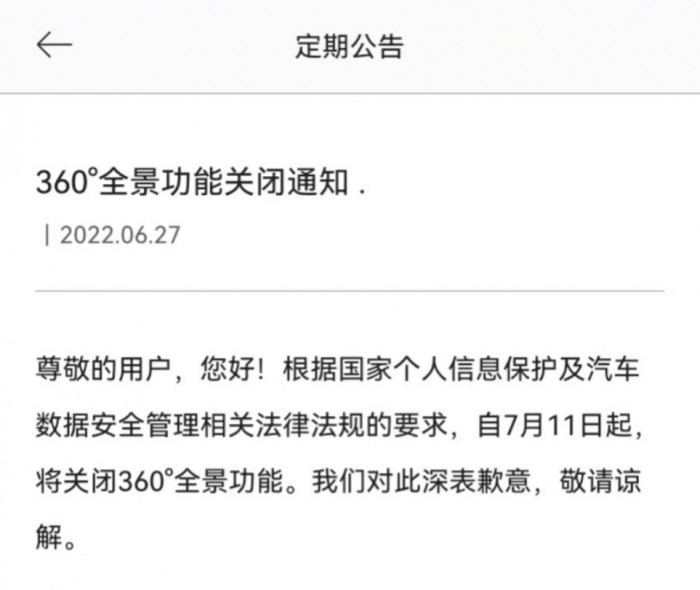 定期公告
360°全景功能关闭通知 .
| 2022.06.27
尊敬的用户，您好！根据国家个人信息保护及汽车
数据安全管理相关法律法规的要求，自7月11日起，
将关闭360°全景功能。我们对此深表歉意，敬请谅
解。